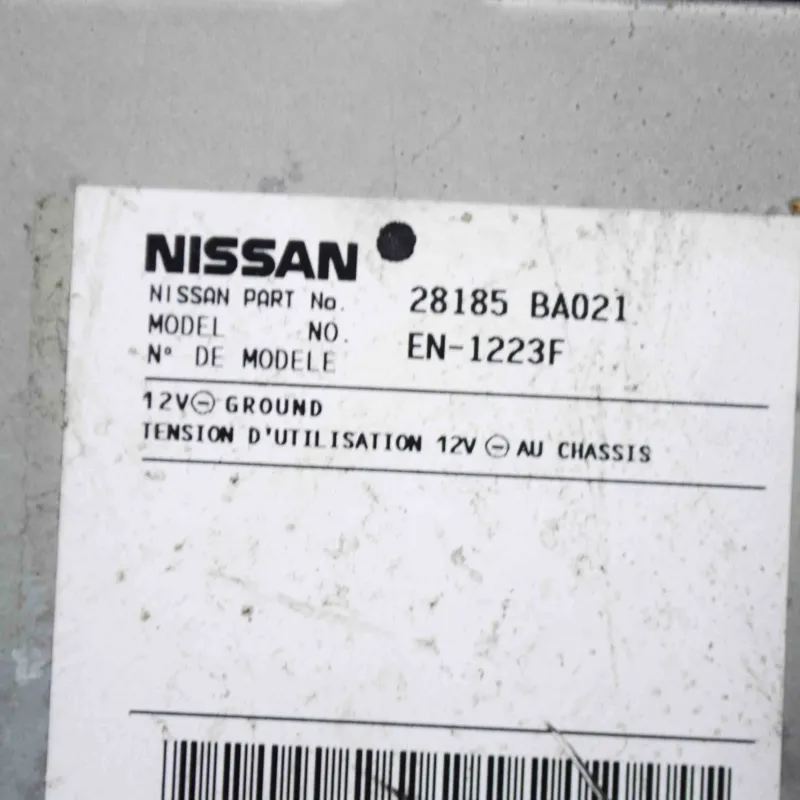 NISSAN
NISSAN PART No. 28185 BA021
MODEL NO. EN-1223F
N° DE MODELE
12V⊖ GROUND
TENSION D'UTILISATION 12V ⊖ AU CHASSIS